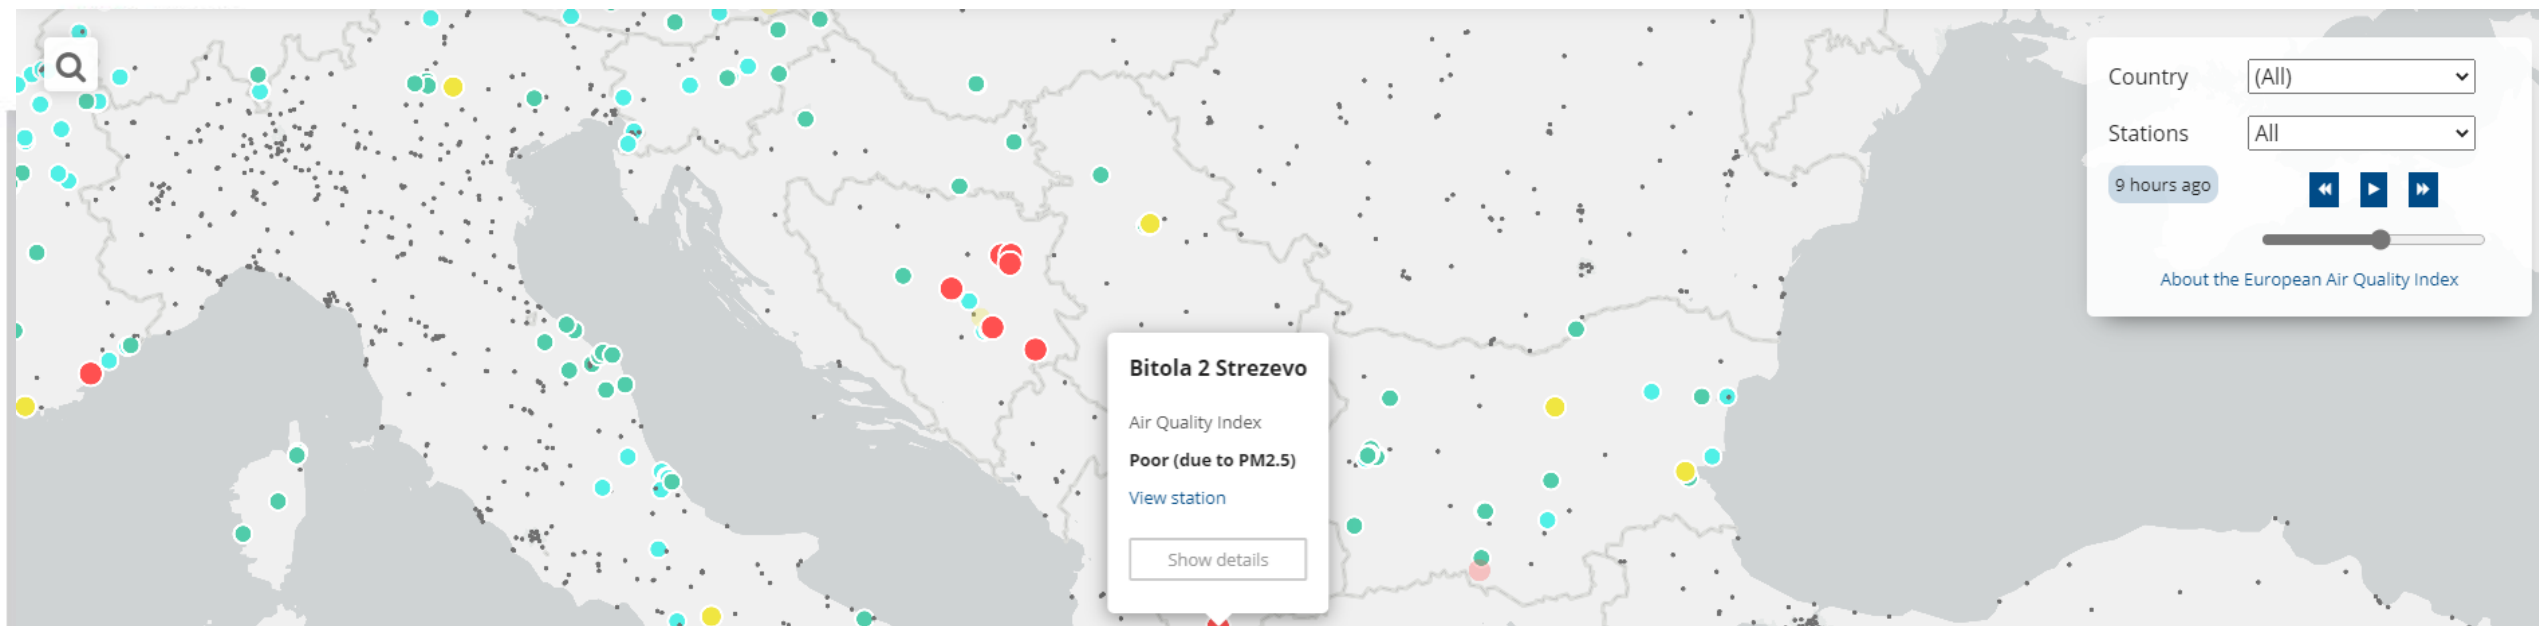 Country
(All)
Stations
All
9 hours ago
About the European Air Quality Index
Bitola 2 Strezevo
Air Quality Index
Poor (due to PM2.5)
View station
Show details